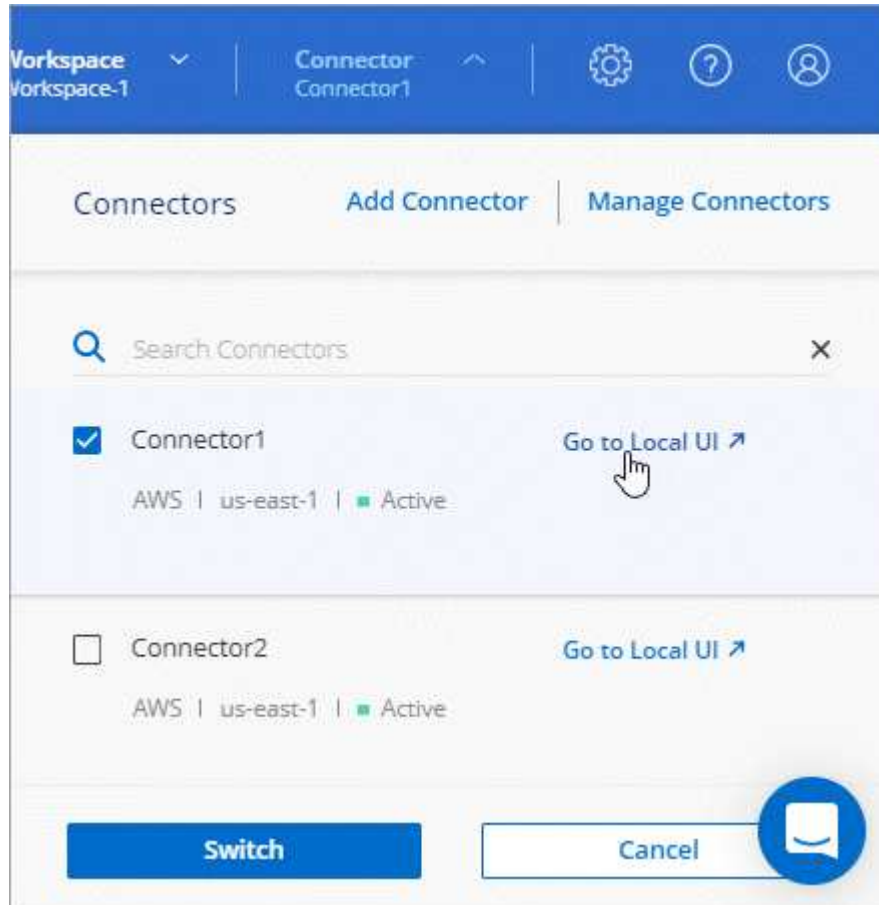 Workspace
Workspace-1
Connector
Connector1
Connectors
Add Connector
Manage Connectors
Search Connectors
Connector1
Go to Local UI
AWS | us-east-1 | Active
Connector2
Go to Local UI
AWS | us-east-1 | Active
Switch
Cancel